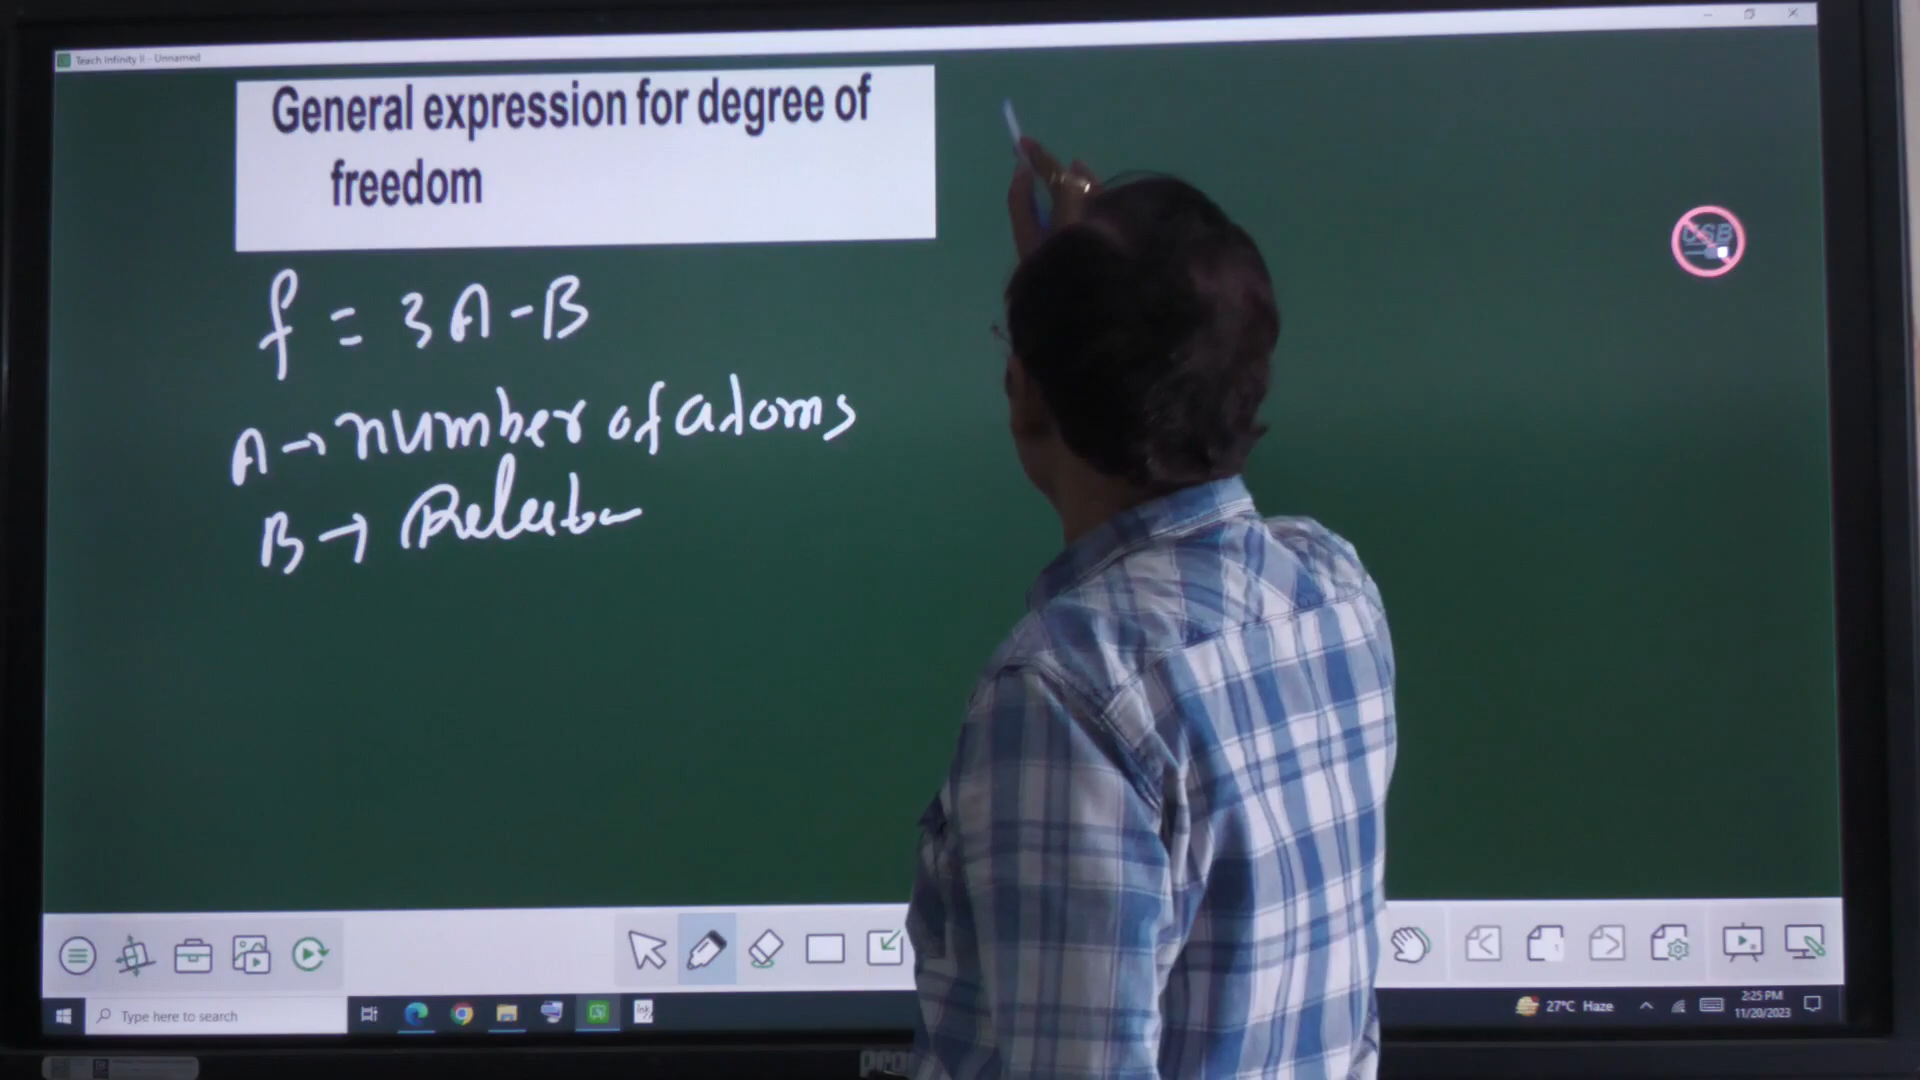 Teach Infinity II - Unnamed
General expression for degree of
freedom
USB
f = 3A - B
A → number of atoms
B →
Type here to search
27°C Haze
2:25 PM
11/20/2023